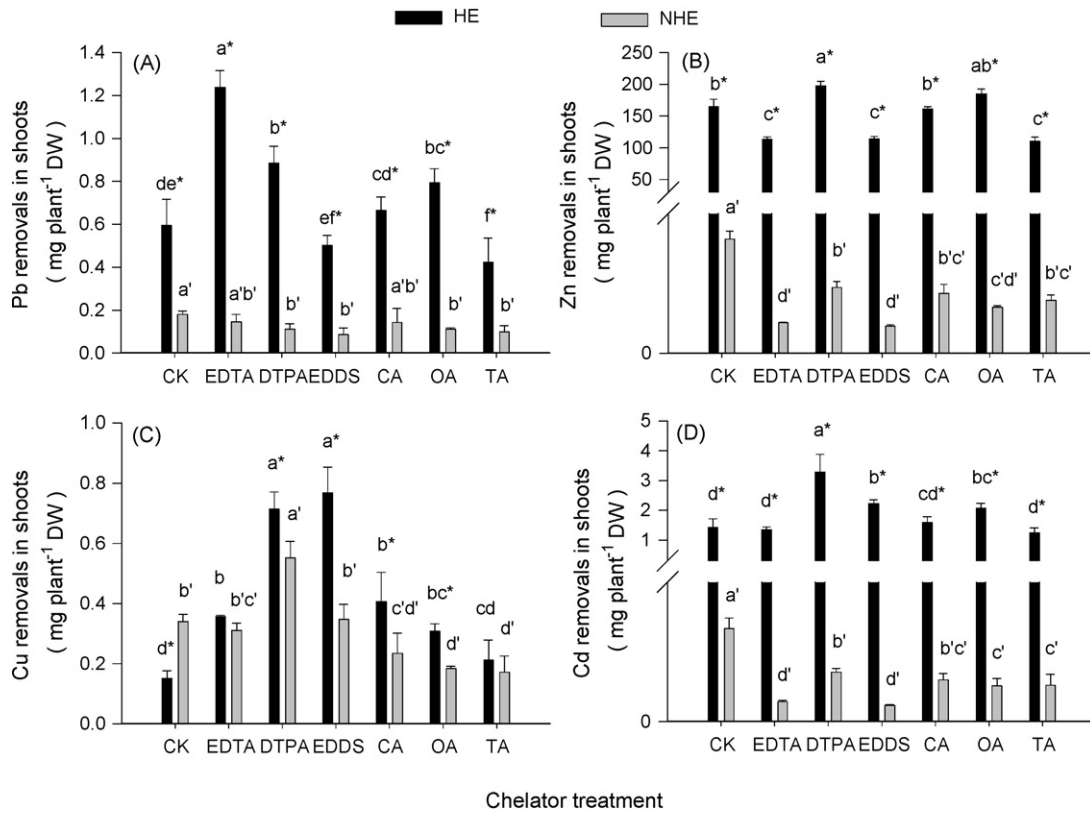 HE NHE
(A)
Pb removals in shoots
( mg plant⁻¹ DW )
1.4
1.2
1.0
0.8
0.6
0.4
0.2
0.0
de* a* b* ef* cd* bc* f*
a' a'b' b' b' a'b' b' b'
CK EDTA DTPA EDDS CA OA TA
(B)
Zn removals in shoots
( mg plant⁻¹ DW )
250
200
150
100
50
0
b* c* a* c* b* ab* c*
a' d' b' d' b'c' c'd' b'c'
CK EDTA DTPA EDDS CA OA TA
(C)
Cu removals in shoots
( mg plant⁻¹ DW )
1.0
0.8
0.6
0.4
0.2
0.0
d* b a* a* b* bc* cd
b' b'c' a' b' c'd' d' d'
CK EDTA DTPA EDDS CA OA TA
(D)
Cd removals in shoots
( mg plant⁻¹ DW )
5
4
3
2
1
0
d* d* a* b* cd* bc* d*
a' d' b' d' b'c' c' c'
CK EDTA DTPA EDDS CA OA TA
Chelator treatment